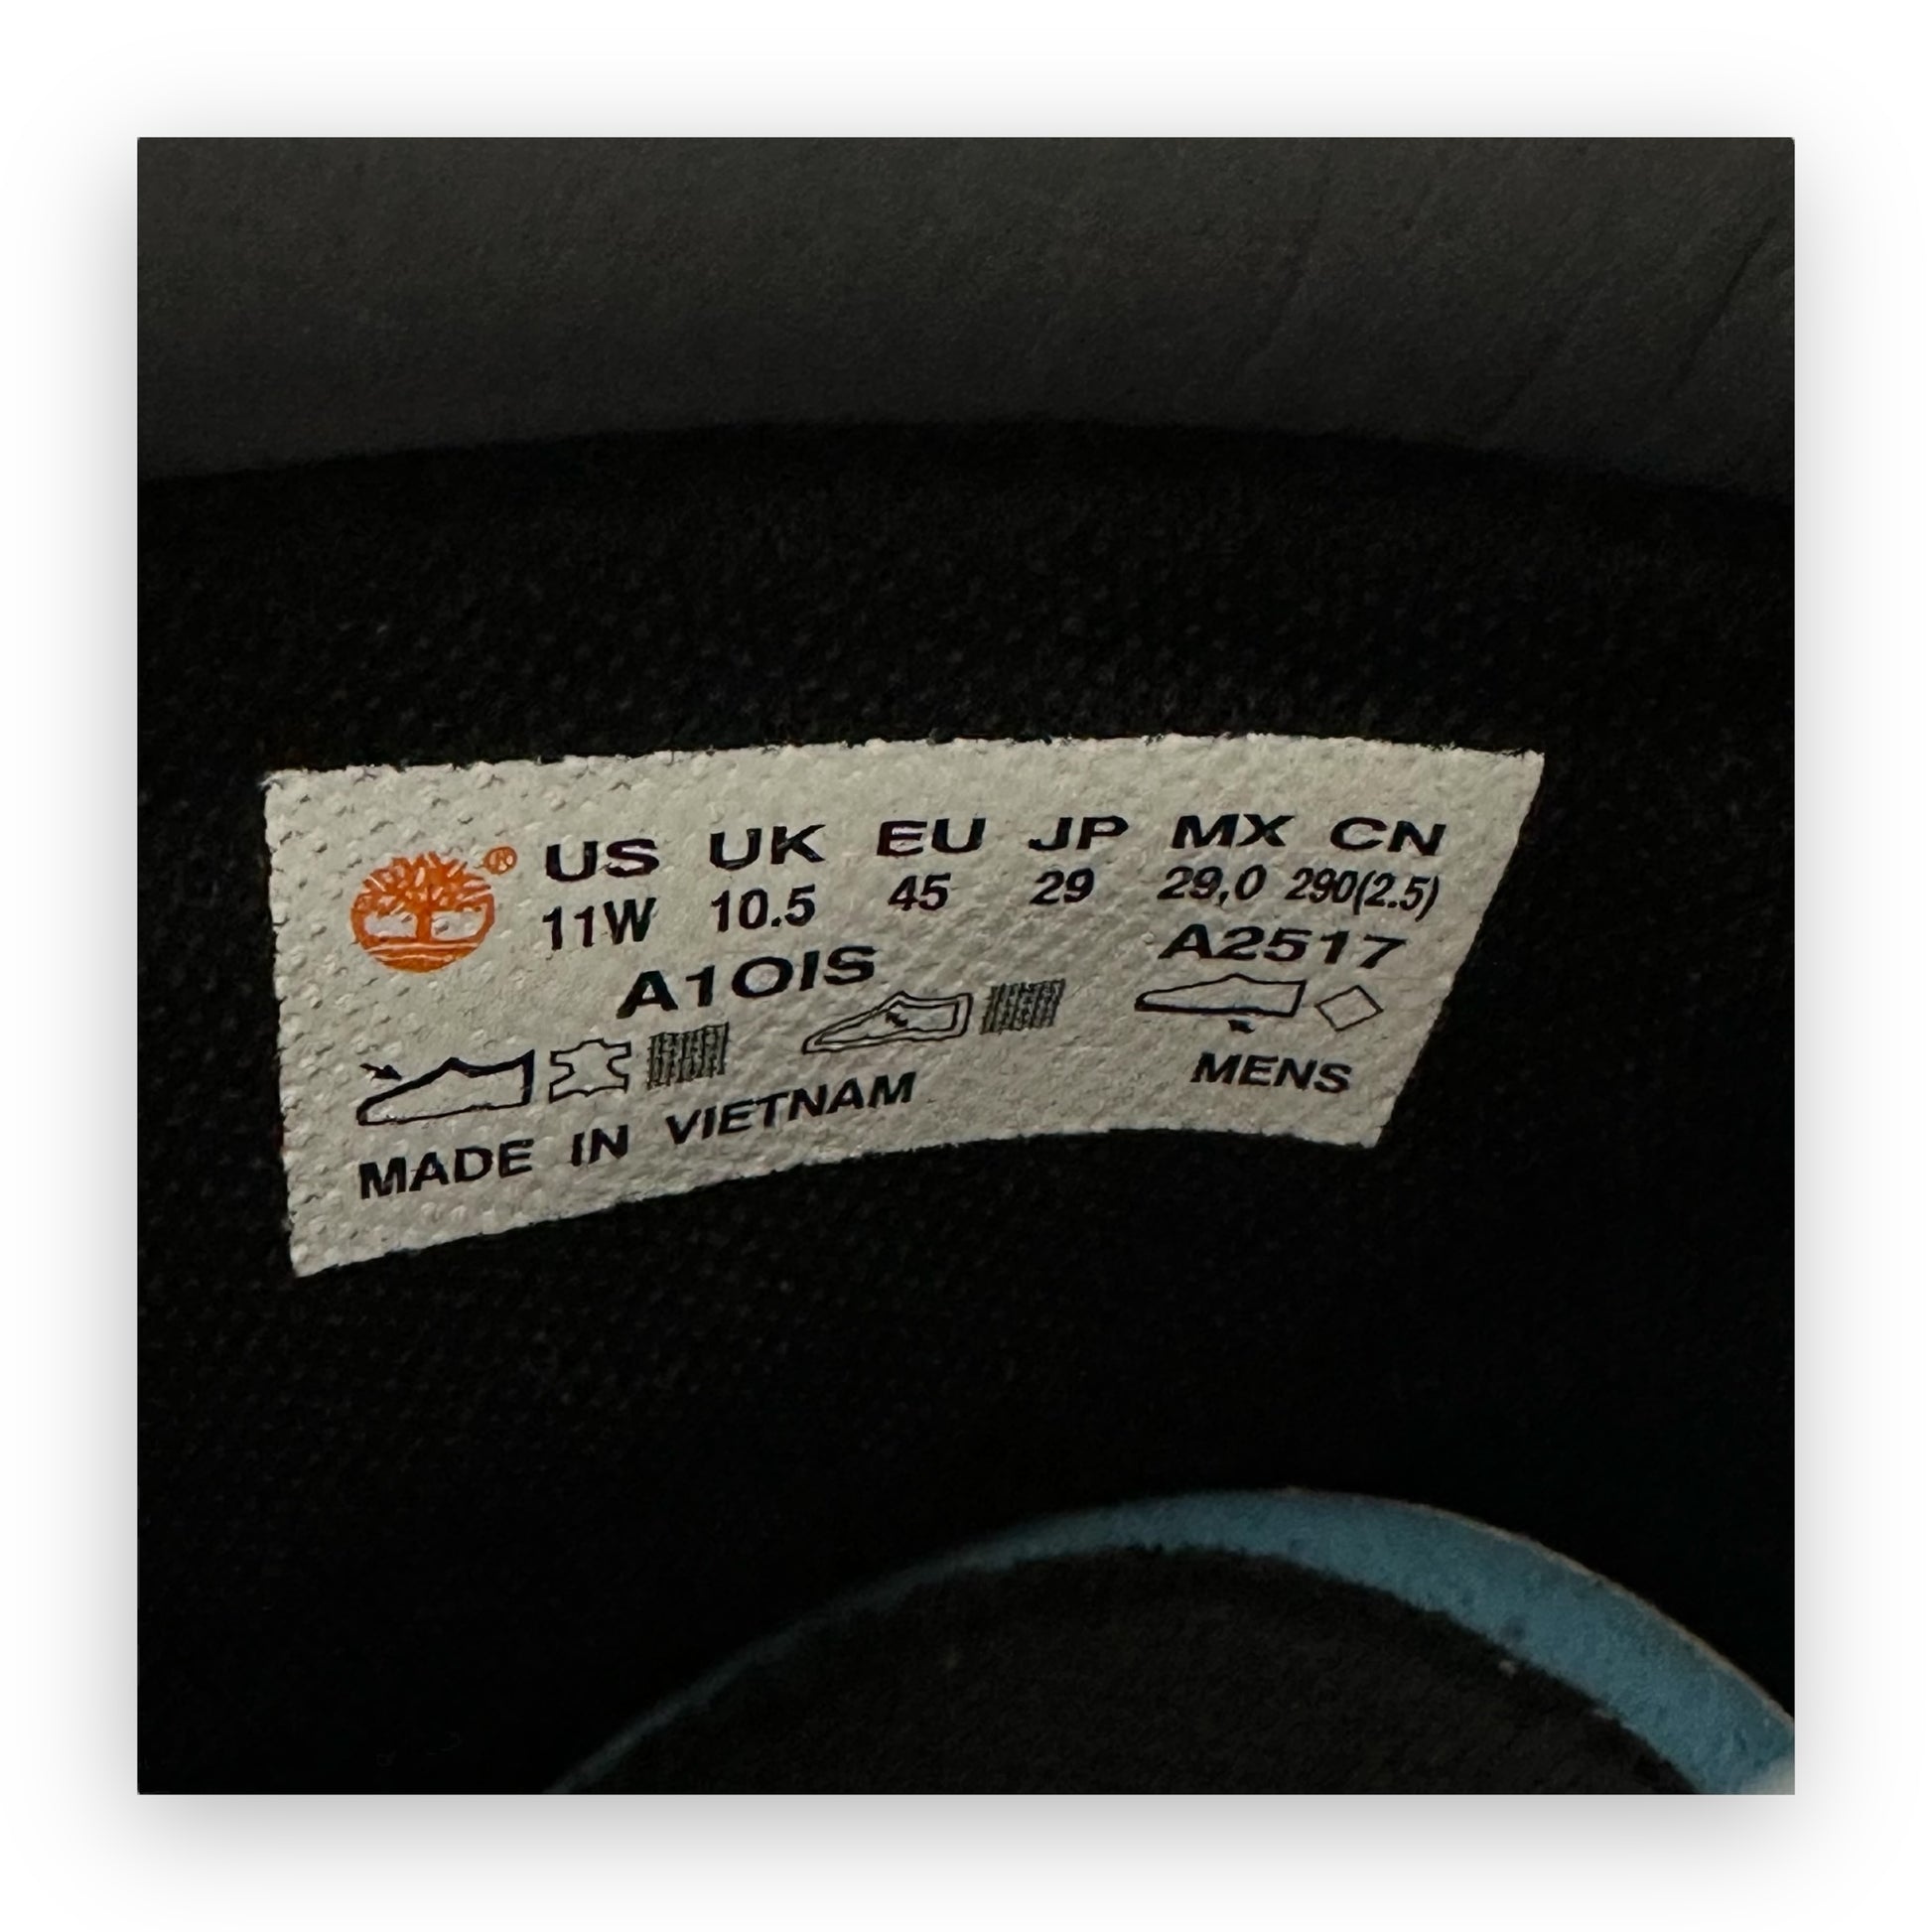 ® US UK EU JP MX CN
11W 10.5 45 29 29,0 290(2.5)
A1OIS A2517
MADE IN VIETNAM MENS